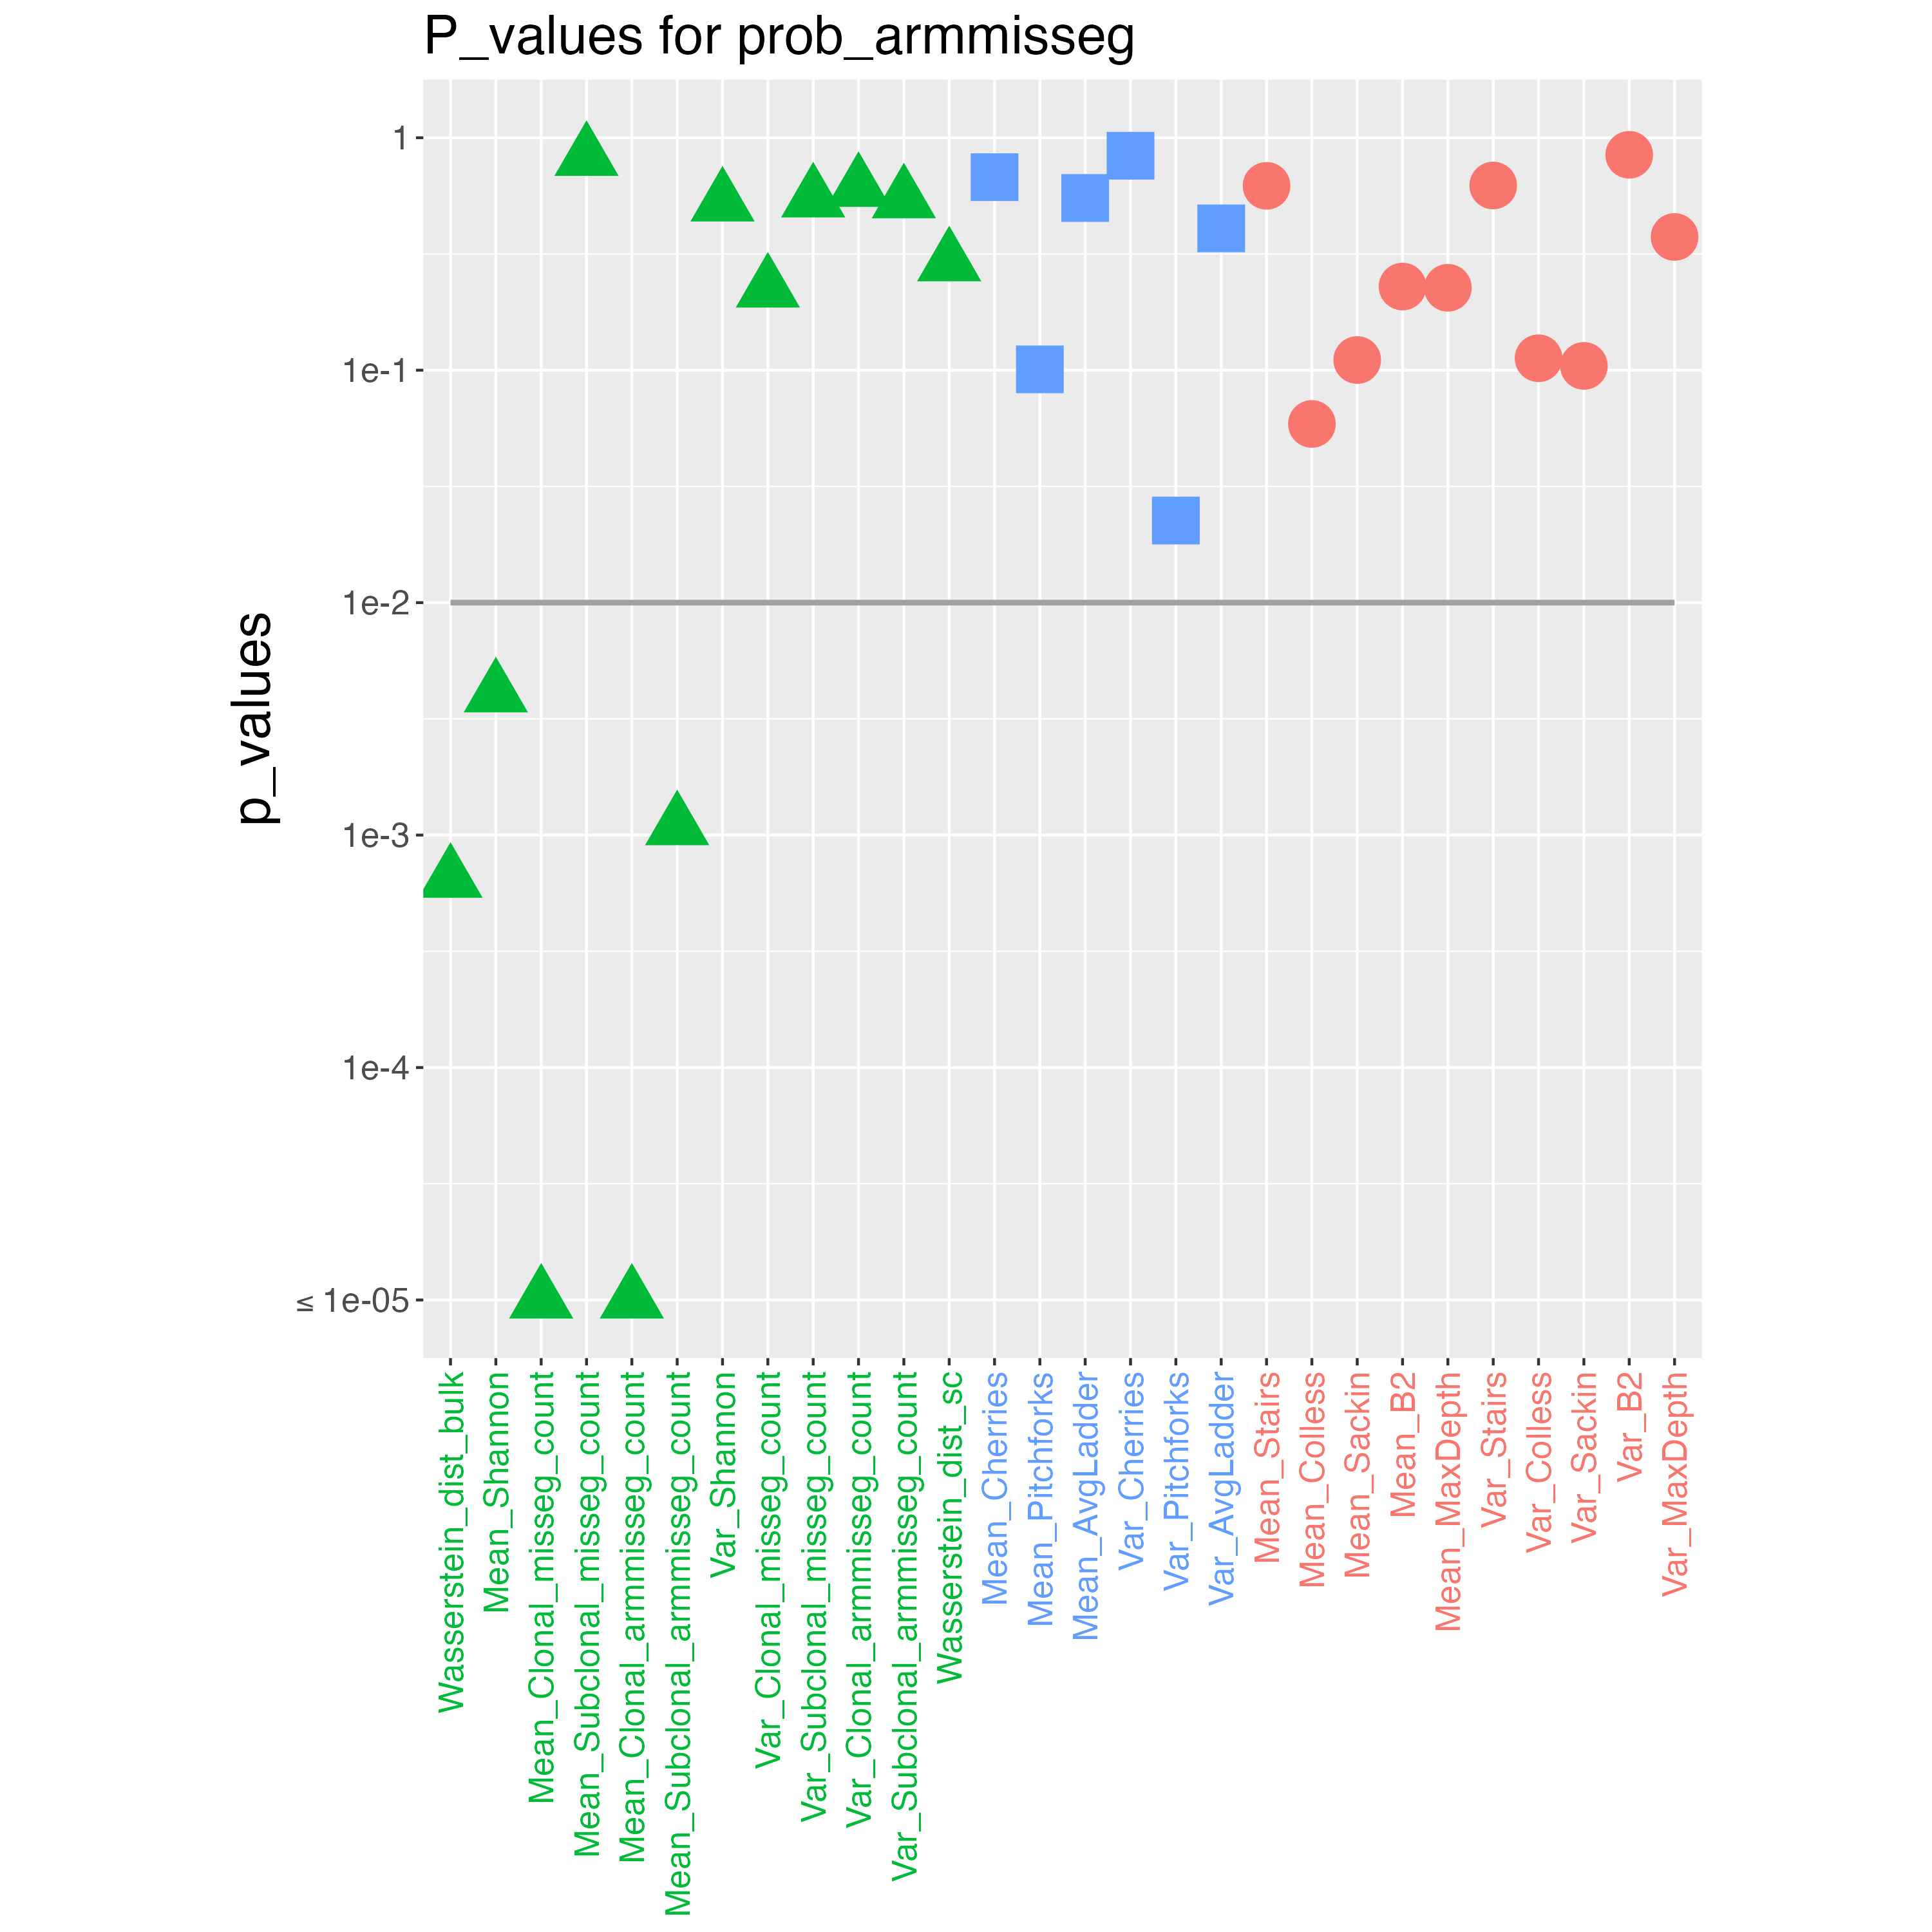 P_values for prob_armmisseg
p_values
1
1e-1
1e-2
1e-3
1e-4
≤ 1e-05
Wasserstein_dist_bulk
Mean_Shannon
Mean_Clonal_misseg_count
Mean_Subclonal_misseg_count
Mean_Clonal_armmisseg_count
Mean_Subclonal_armmisseg_count
Var_Shannon
Var_Clonal_misseg_count
Var_Subclonal_misseg_count
Var_Clonal_armmisseg_count
Var_Subclonal_armmisseg_count
Wasserstein_dist_sc
Mean_Cherries
Mean_Pitchforks
Mean_AvgLadder
Var_Cherries
Var_Pitchforks
Var_AvgLadder
Mean_Stairs
Mean_Colless
Mean_Sackin
Mean_B2
Mean_MaxDepth
Var_Stairs
Var_Colless
Var_Sackin
Var_B2
Var_MaxDepth